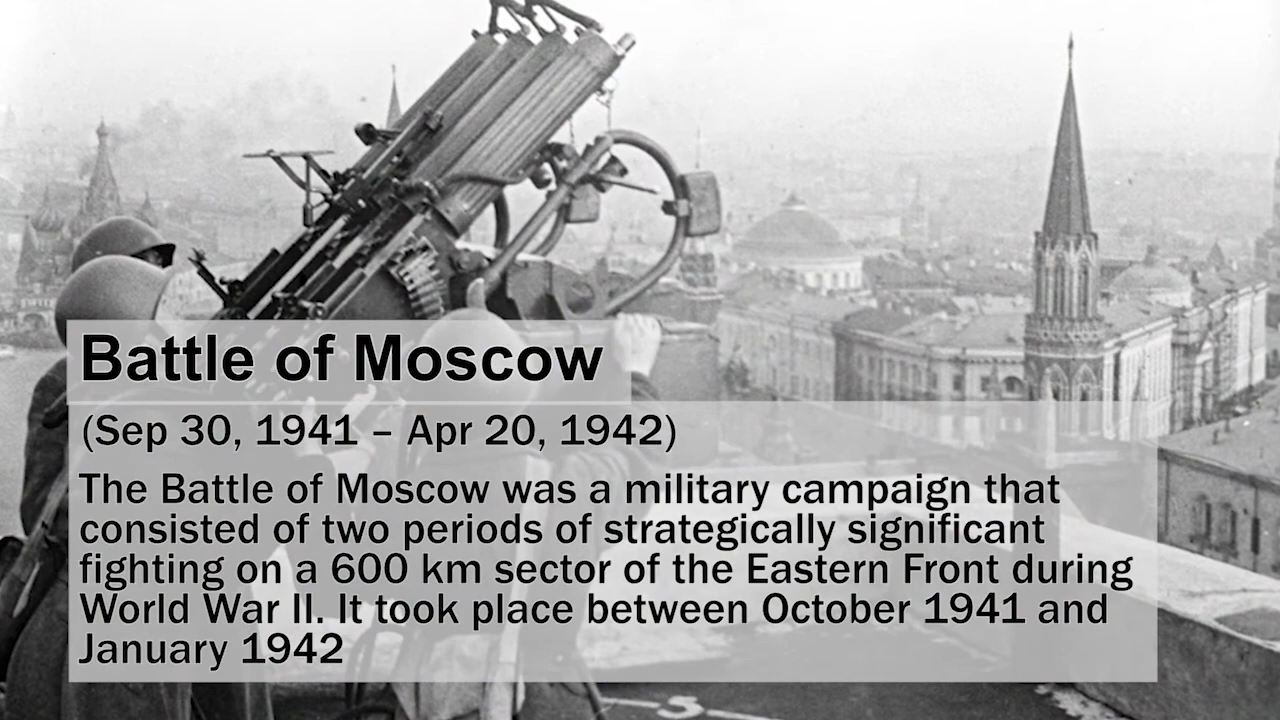 Battle of Moscow
(Sep 30, 1941 – Apr 20, 1942)
The Battle of Moscow was a military campaign that
consisted of two periods of strategically significant
fighting on a 600 km sector of the Eastern Front during
World War II. It took place between October 1941 and
January 1942